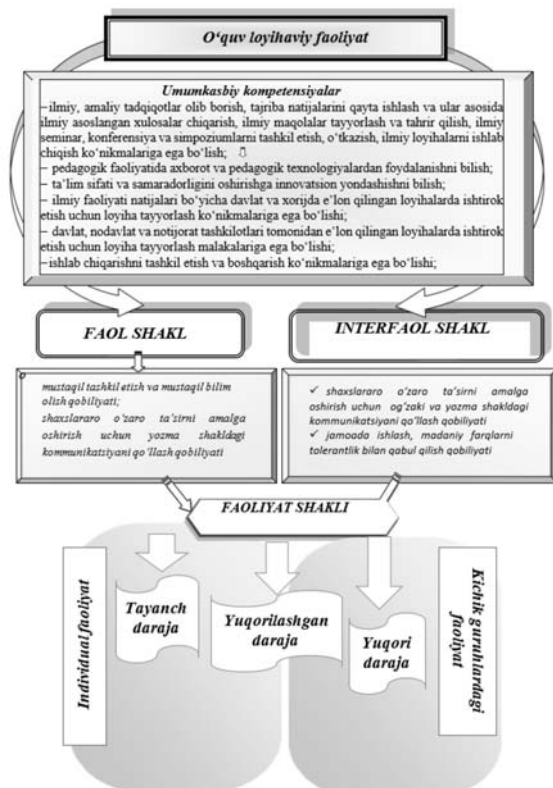 O‘quv loyihaviy faoliyat
Umumkasbiy kompetensiyalar
–ilmiy, amaliy tadqiqotlar olib borish, tajriba natijalarini qayta ishlash va ular asosida
ilmiy asoslangan xulosalar chiqarish, ilmiy maqolalar tayyorlash va tahrir qilish, ilmiy
seminar, konferensiya va simpoziumlarni tashkil etish, o‘tkazish, ilmiy loyihalarni ishlab
chiqish ko‘nikmalariga ega bo‘lish;
– pedagogik faoliyatida axborot va pedagogik texnologiyalardan foydalanishni bilish;
– ta’lim sifati va samaradorligini oshirishga innovatsion yondashishni bilish;
– ilmiy faoliyati natijalari bo‘yicha davlat va xorijda e’lon qilingan loyihalarda ishtirok
etish uchun loyiha tayyorlash ko‘nikmalariga ega bo‘lishi;
– davlat, nodavlat va notijorat tashkilotlari tomonidan e’lon qilingan loyihalarda ishtirok
etish uchun loyiha tayyorlash malakalariga ega bo‘lishi;
–ishlab chiqarishni tashkil etish va boshqarish ko‘nikmalariga ega bo‘lishi;
FAOL SHAKL
INTERFAOL SHAKL
mustaqil tashkil etish va mustaqil bilim
olish qobiliyati;
shaxslararo o‘zaro ta’sirni amalga
oshirish uchun yozma shakldagi
kommunikatsiyani qo‘llash qobiliyati
✓ shaxslararo o‘zaro ta’sirni amalga
oshirish uchun og‘zaki va yozma shakldagi
kommunikatsiyani qo‘llash qobiliyati
✓ jamoada ishlash, madaniy farqlarni
tolerantlik bilan qabul qilish qobiliyati
FAOLIYAT SHAKLI
Individual faoliyat
Tayanch
daraja
Yuqorilashgan
daraja
Yuqori
daraja
Kichik guruhlardagi
faoliyat